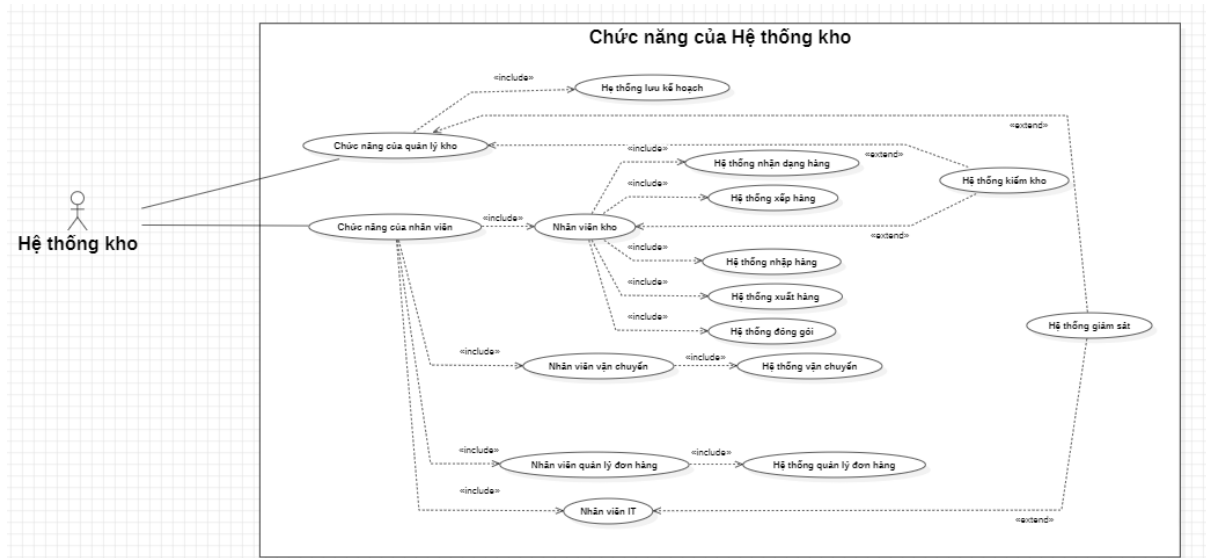 Chức năng của Hệ thống kho
«include»
Hệ thống lưu kế hoạch
«extend»
Chức năng của quản lý kho
«include»
«extend»
Hệ thống nhận dạng hàng
Hệ thống kiểm kho
«include»
Hệ thống xếp hàng
Hệ thống kho
Chức năng của nhân viên
«include»
Nhân viên kho
«extend»
«include»
Hệ thống nhập hàng
«include»
Hệ thống xuất hàng
«include»
Hệ thống đóng gói
Hệ thống giám sát
«include»
Nhân viên vận chuyển
«include»
Hệ thống vận chuyển
«include»
Nhân viên quản lý đơn hàng
«include»
Hệ thống quản lý đơn hàng
«include»
Nhân viên IT
«extend»